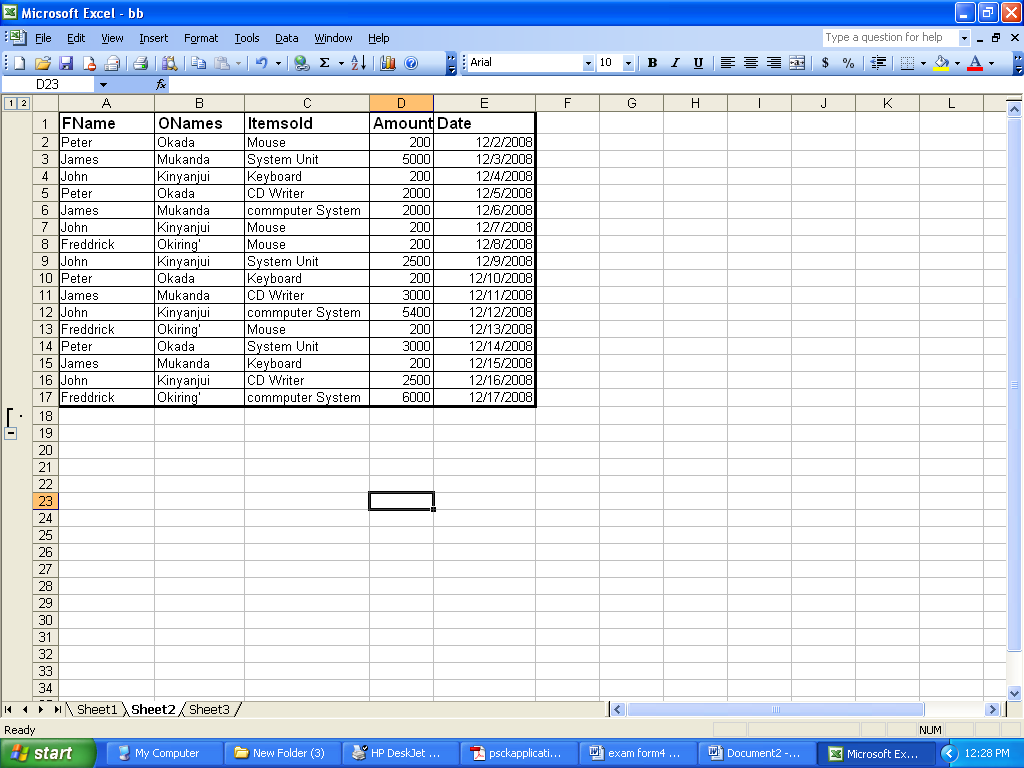 Microsoft Excel - bb
File Edit View Insert Format Tools Data Window Help Type a question for help
Arial 10 B I U $ %
D23 fx
1 2 A B C D E F G H I J K L
1 FName ONames Itemsold Amount Date
2 Peter Okada Mouse 200 12/2/2008
3 James Mukanda System Unit 5000 12/3/2008
4 John Kinyanjui Keyboard 200 12/4/2008
5 Peter Okada CD Writer 2000 12/5/2008
6 James Mukanda commputer System 2000 12/6/2008
7 John Kinyanjui Mouse 200 12/7/2008
8 Freddrick Okiring' Mouse 200 12/8/2008
9 John Kinyanjui System Unit 2500 12/9/2008
10 Peter Okada Keyboard 200 12/10/2008
11 James Mukanda CD Writer 3000 12/11/2008
12 John Kinyanjui commputer System 5400 12/12/2008
13 Freddrick Okiring' Mouse 200 12/13/2008
14 Peter Okada System Unit 3000 12/14/2008
15 James Mukanda Keyboard 200 12/15/2008
16 John Kinyanjui CD Writer 2500 12/16/2008
17 Freddrick Okiring' commputer System 6000 12/17/2008
18
19
20
21
22
23
24
25
26
27
28
29
30
31
32
33
34
Sheet1 Sheet2 Sheet3
Ready NUM
start My Computer New Folder (3) HP DeskJet ... psckapplicati... exam form4 ... Document2 -... Microsoft Ex... 12:28 PM